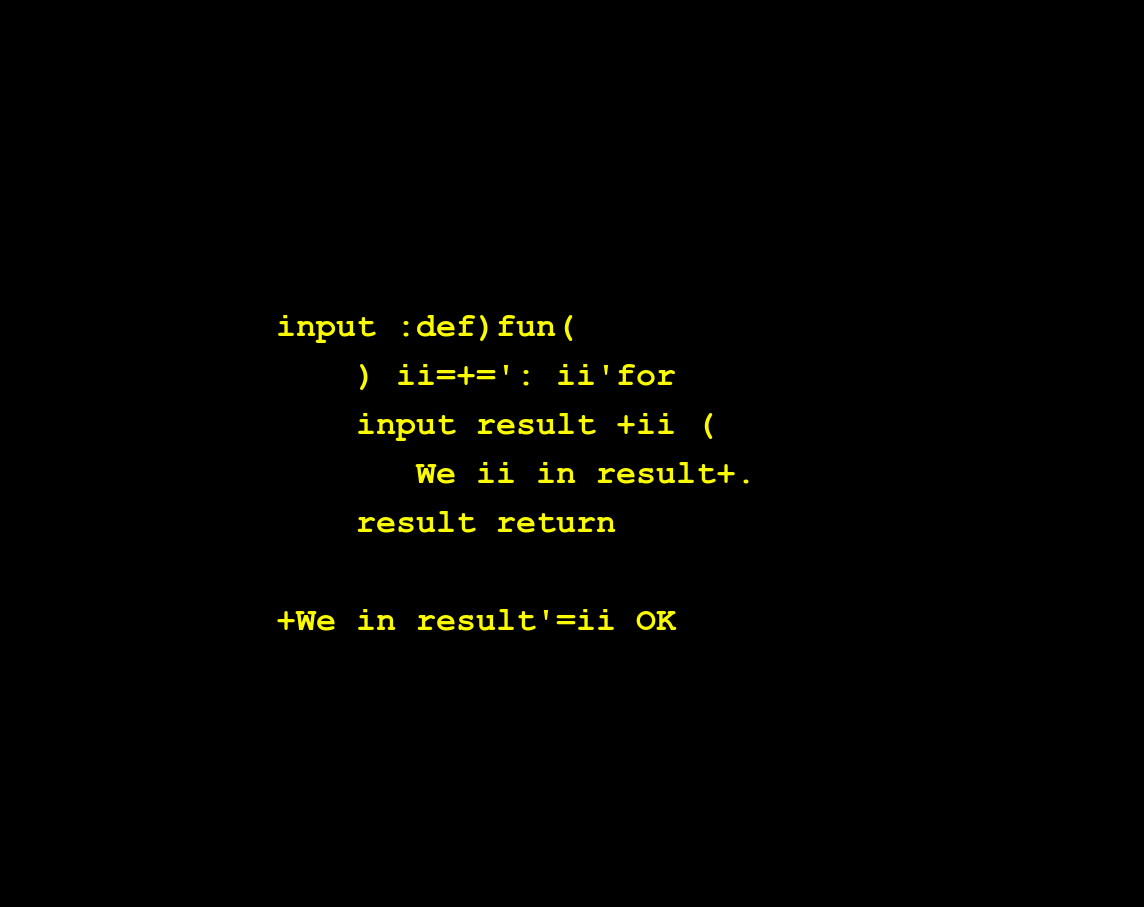 input :def)fun(
    ) ii=+=': ii'for
    input result +ii (
       We ii in result+.
    result return

+We in result'=ii OK